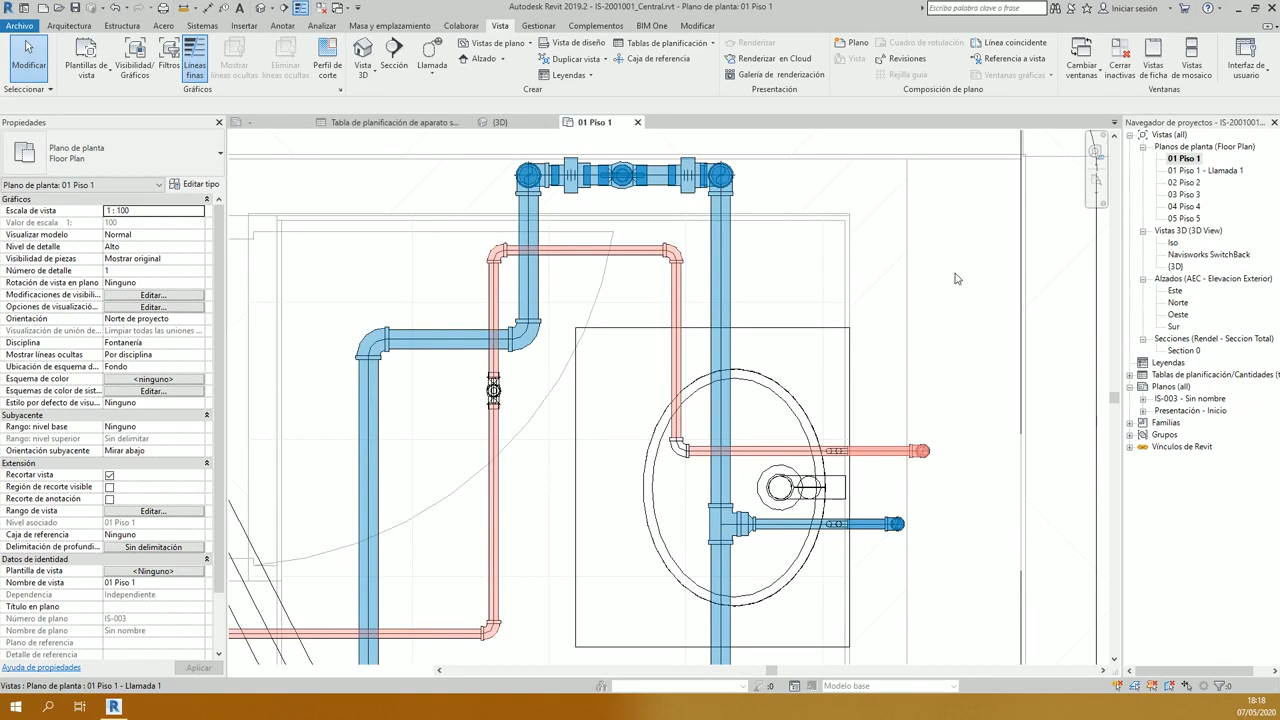 Autodesk Revit 2019.2 - IS-2001001_Central.rvt - Plano de planta: 01 Piso 1
Escriba palabra clave o frase
Iniciar sesión
Archivo Arquitectura Estructura Acero Sistemas Insertar Anotar Analizar Masa y emplazamiento Colaborar Vista Gestionar Complementos BIM One Modificar
Modificar
Plantillas de vista
Visibilidad/ Gráficos
Filtros
Líneas finas
Mostrar líneas ocultas
Eliminar líneas ocultas
Perfil de corte
Vista 3D
Sección
Llamada
Vistas de plano
Alzado
Vista de diseño
Duplicar vista
Leyendas
Tablas de planificación
Caja de referencia
Renderizar
Renderizar en Cloud
Galería de renderización
Plano
Vista
Cuadro de rotulación
Revisiones
Rejilla guía
Línea coincidente
Referencia a vista
Ventanas gráficas
Cambiar ventanas
Cerrar inactivas
Vistas de ficha
Vistas de mosaico
Interfaz de usuario
Seleccionar Gráficos Crear Presentación Composición de plano Ventanas
Propiedades
Tabla de planificación de aparato s...
{3D}
01 Piso 1
Navegador de proyectos - IS-2001001...
Plano de planta
Floor Plan
Plano de planta: 01 Piso 1
Editar tipo
Gráficos
Escala de vista 1 : 100
Valor de escala 1: 100
Visualizar modelo Normal
Nivel de detalle Alto
Visibilidad de piezas Mostrar original
Número de detalle 1
Rotación de vista en plano Ninguno
Modificaciones de visibili... Editar...
Opciones de visualizació... Editar...
Orientación Norte de proyecto
Visualización de unión de... Limpiar todas las uniones ...
Disciplina Fontanería
Mostrar líneas ocultas Por disciplina
Ubicación de esquema d... Fondo
Esquema de color <ninguno>
Esquemas de color de sist... Editar...
Estilo por defecto de visu... Ninguno
Subyacente
Rango: nivel base Ninguno
Rango: nivel superior Sin delimitar
Orientación subyacente Mirar abajo
Extensión
Recortar vista
Región de recorte visible
Recorte de anotación
Rango de vista Editar...
Nivel asociado 01 Piso 1
Caja de referencia Ninguno
Delimitación de profundi... Sin delimitación
Datos de identidad
Plantilla de vista <Ninguno>
Nombre de vista 01 Piso 1
Dependencia Independiente
Título en plano
Número de plano IS-003
Nombre de plano Sin nombre
Plano de referencia
Detalle de referencia
Ayuda de propiedades
Aplicar
Vistas (all)
Planos de planta (Floor Plan)
01 Piso 1
01 Piso 1 - Llamada 1
02 Piso 2
03 Piso 3
04 Piso 4
05 Piso 5
Vistas 3D (3D View)
Iso
Navisworks SwitchBack
{3D}
Alzados (AEC - Elevacion Exterior)
Este
Norte
Oeste
Sur
Secciones (Rendel - Seccion Total)
Section 0
Leyendas
Tablas de planificación/Cantidades (t
Planos (all)
IS-003 - Sin nombre
Presentación - Inicio
Familias
Grupos
Vínculos de Revit
Vistas : Plano de planta : 01 Piso 1 - Llamada 1
:0
Modelo base
:0
18:18
07/05/2020